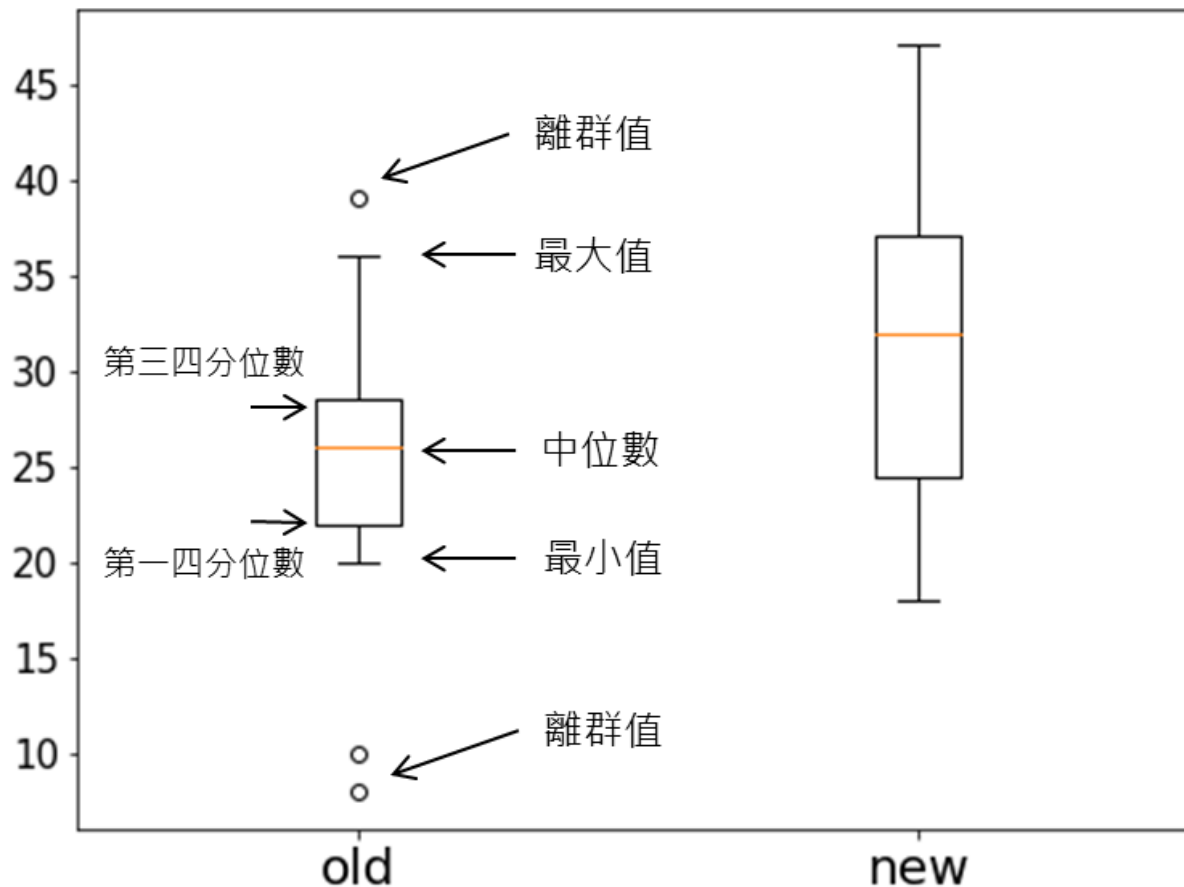 45
40
35
30
25
20
15
10
離群值
最大值
第三四分位數
中位數
第一四分位數
最小值
離群值
old
new